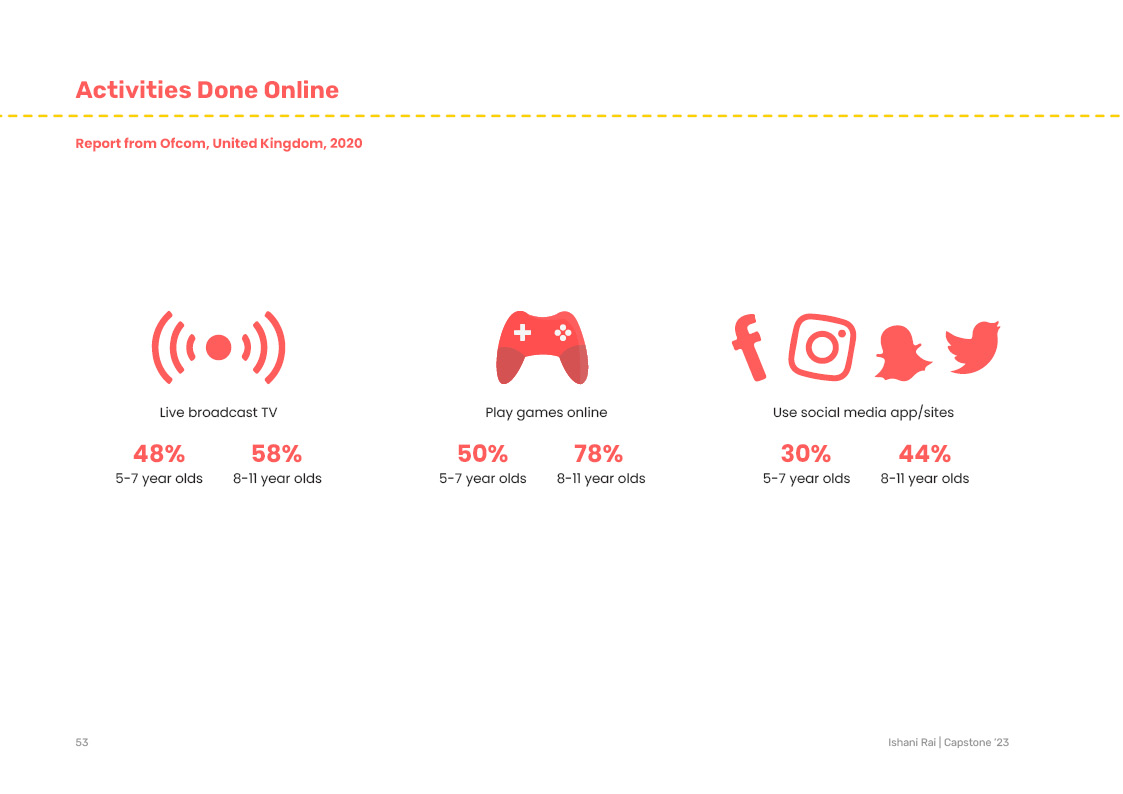 Activities Done Online
Report from Ofcom, United Kingdom, 2020
Live broadcast TV
48%
58%
5-7 year olds
8-11 year olds
Play games online
50%
78%
5-7 year olds
8-11 year olds
Use social media app/sites
30%
44%
5-7 year olds
8-11 year olds
53
Ishani Rai | Capstone '23